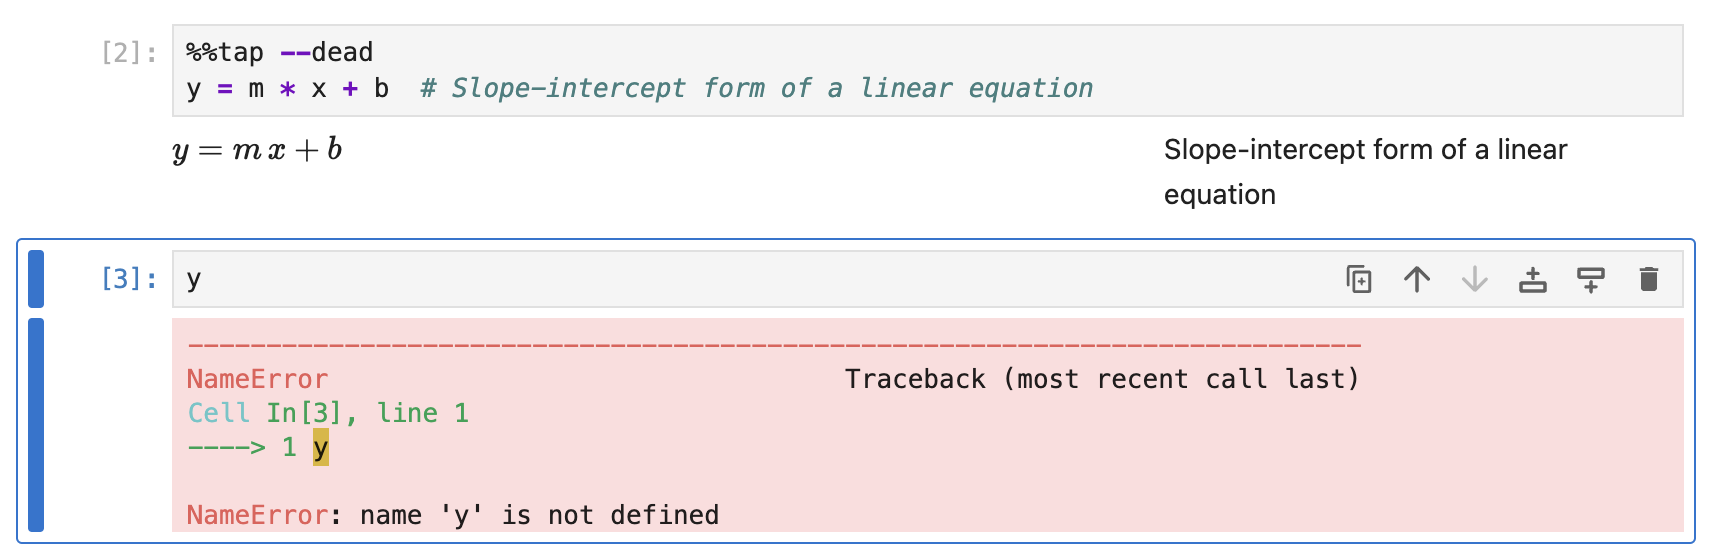 [2]: %%tap --dead
y = m * x + b  # Slope-intercept form of a linear equation
y = m x + b
Slope-intercept form of a linear
equation
[3]: y
---------------------------------------------------------------------------
NameError                                 Traceback (most recent call last)
Cell In[3], line 1
----> 1 y

NameError: name 'y' is not defined